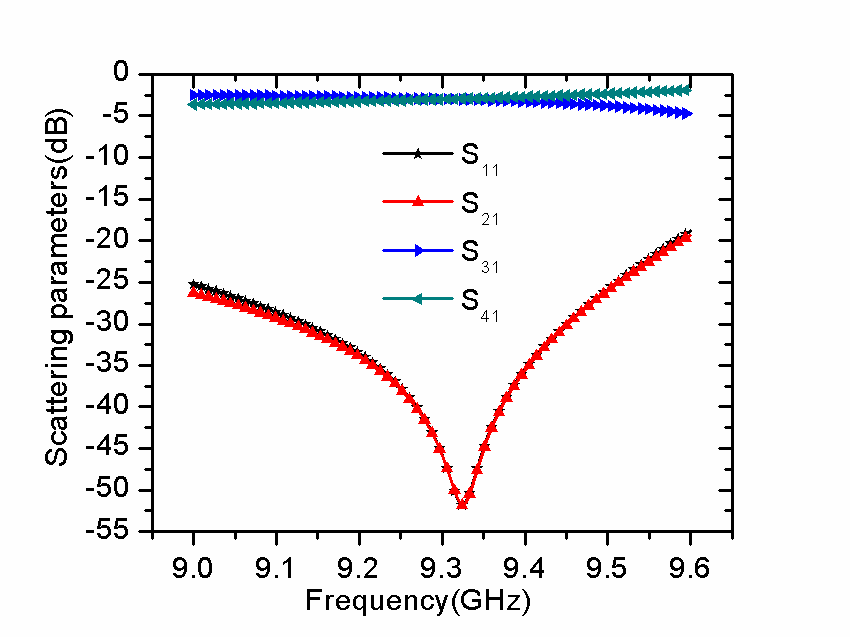 0
-5
-10
-15
-20
-25
-30
-35
-40
-45
-50
-55
Scattering parameters(dB)
S11
S21
S31
S41
9.0 9.1 9.2 9.3 9.4 9.5 9.6
Frequency(GHz)